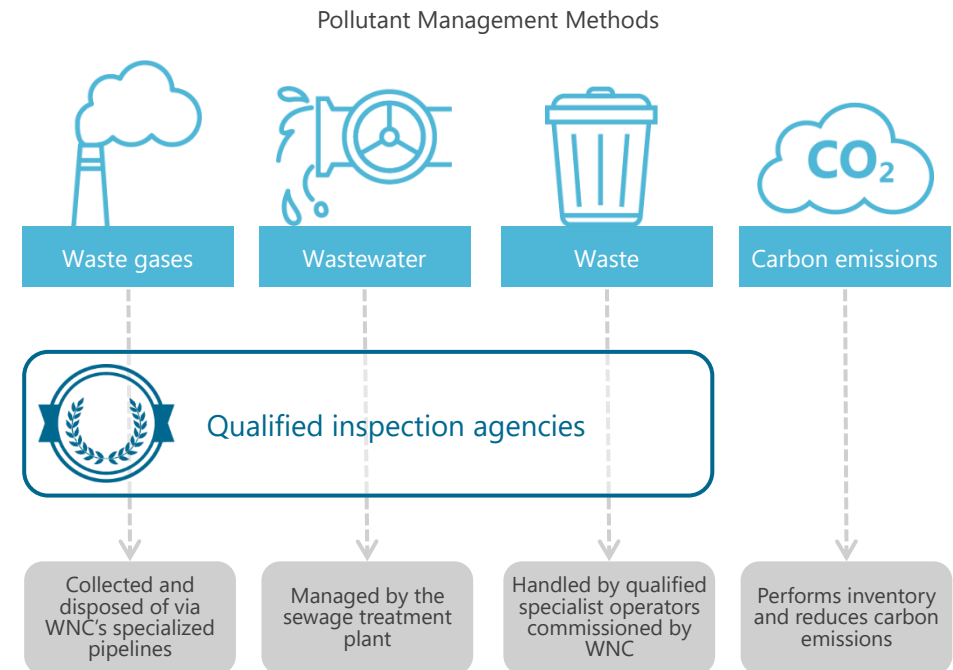 Pollutant Management Methods
CO₂
Waste gases
Wastewater
Waste
Carbon emissions
Qualified inspection agencies
Collected and
disposed of via
WNC's specialized
pipelines
Managed by the
sewage treatment
plant
Handled by qualified
specialist operators
commissioned by
WNC
Performs inventory
and reduces carbon
emissions